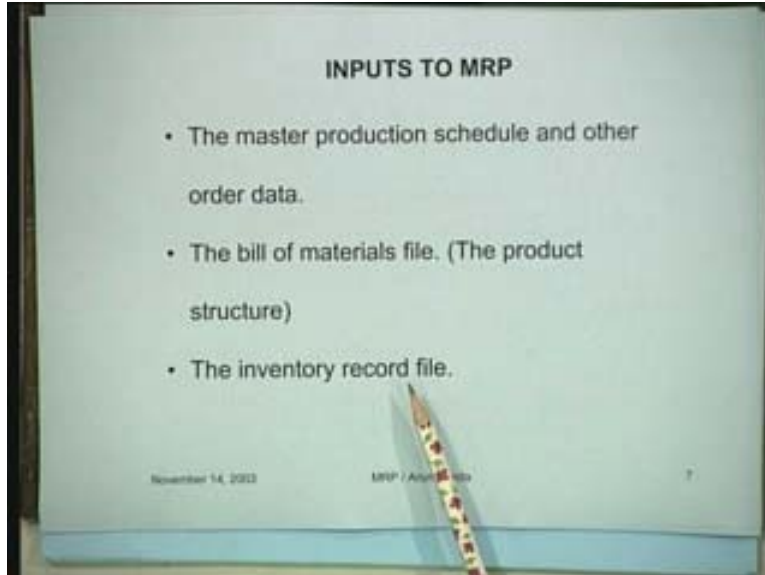 INPUTS TO MRP
• The master production schedule and other
order data.
• The bill of materials file. (The product
structure)
• The inventory record file.
November 14, 2003 MRP / 7